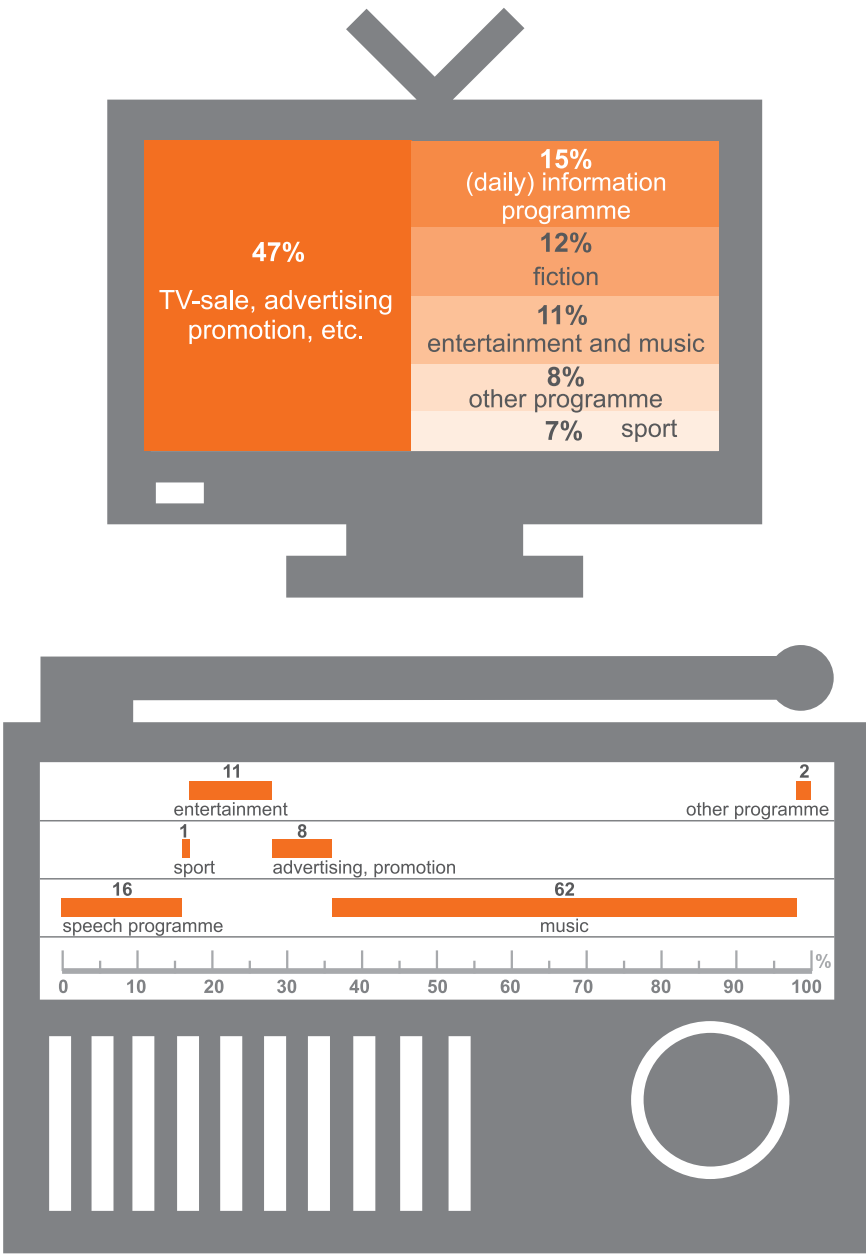 47%
TV-sale, advertising
promotion, etc.
15%
(daily) information
programme
12%
fiction
11%
entertainment and music
8%
other programme
7% sport
11 2
entertainment other programme
1 8
sport advertising, promotion
16 62
speech programme music
%
0 10 20 30 40 50 60 70 80 90 100